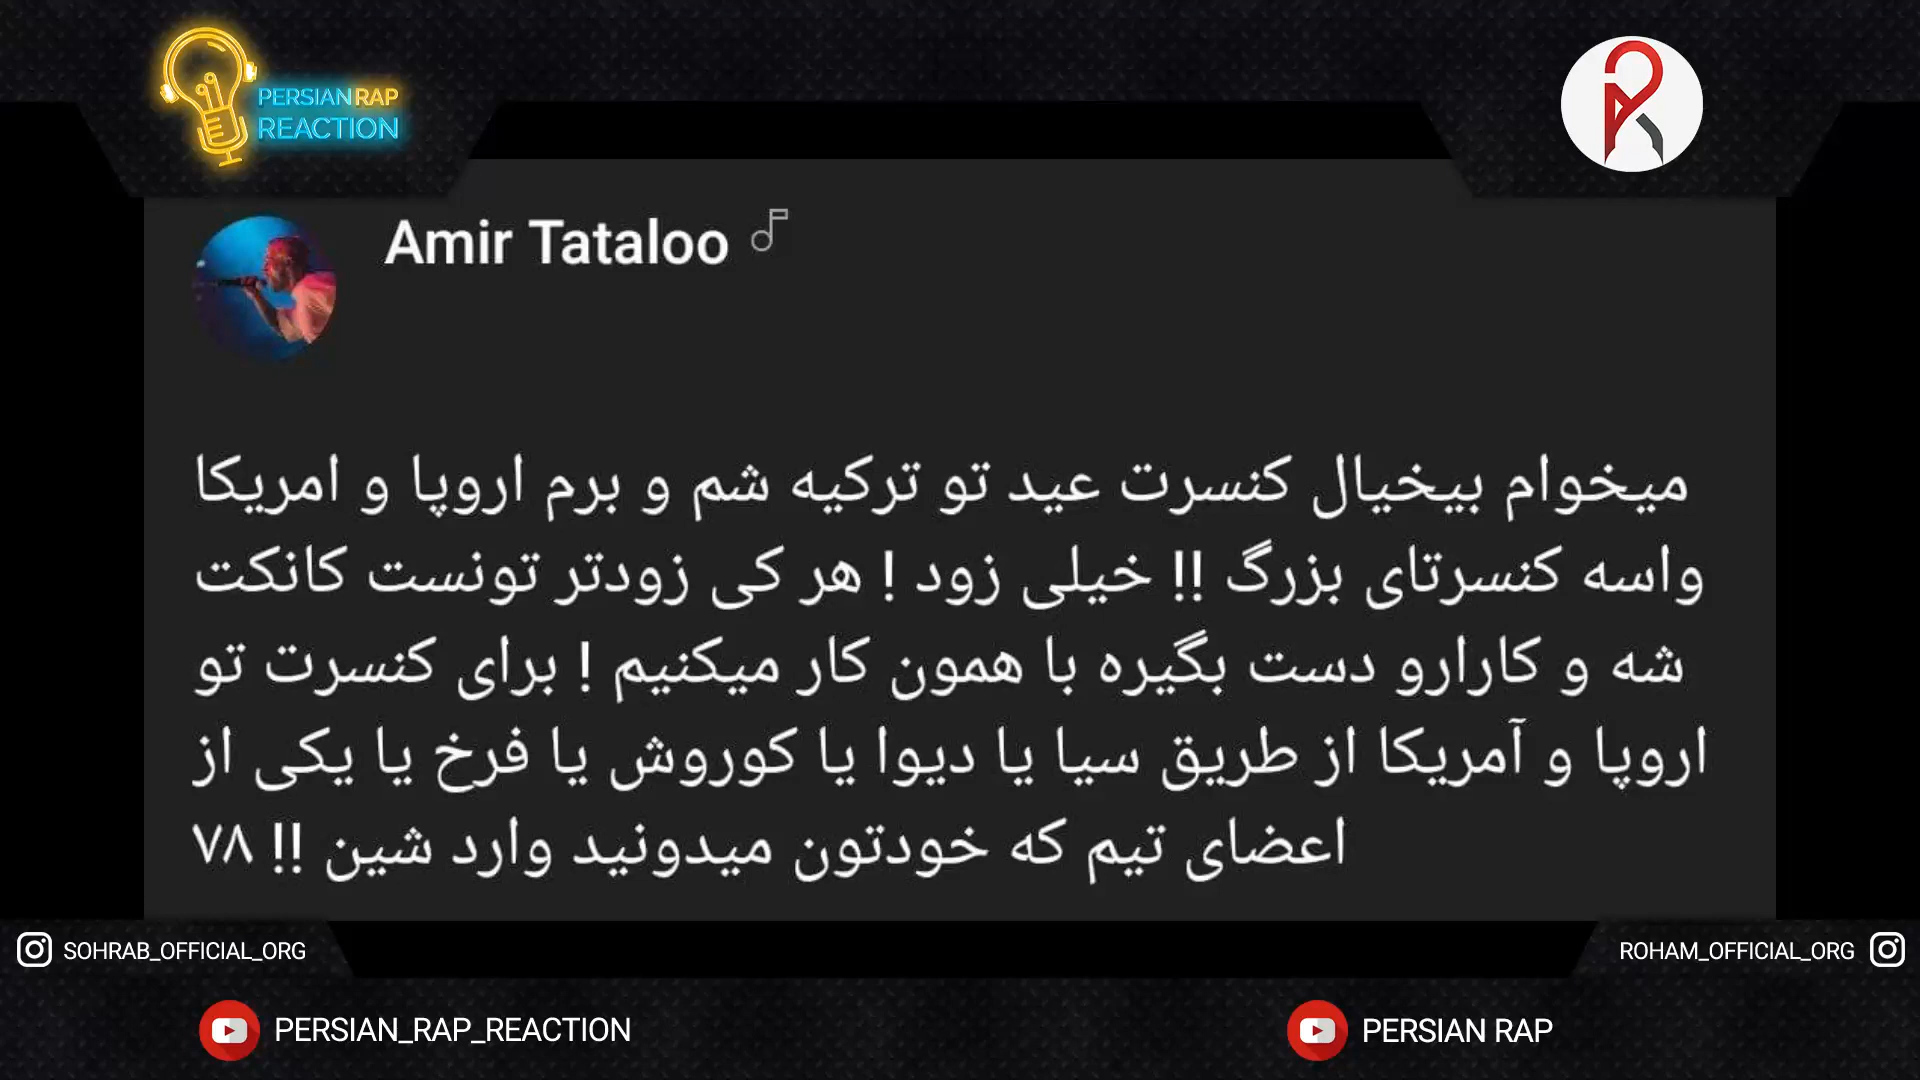 PERSIAN RAP
REACTION
Amir Tataloo
میخوام بیخیال کنسرت عید تو ترکیه شم و برم اروپا و امریکا
واسه کنسرتای بزرگ !! خیلی زود ! هر کی زودتر تونست کانکت
شه و کارارو دست بگیره با همون کار میکنیم ! برای کنسرت تو
اروپا و آمریکا از طریق سیا یا دیوا یا کوروش یا فرخ یا یکی از
اعضای تیم که خودتون میدونید وارد شین !! ۷۸
SOHRAB_OFFICIAL_ORG
ROHAM_OFFICIAL_ORG
PERSIAN_RAP_REACTION
PERSIAN RAP